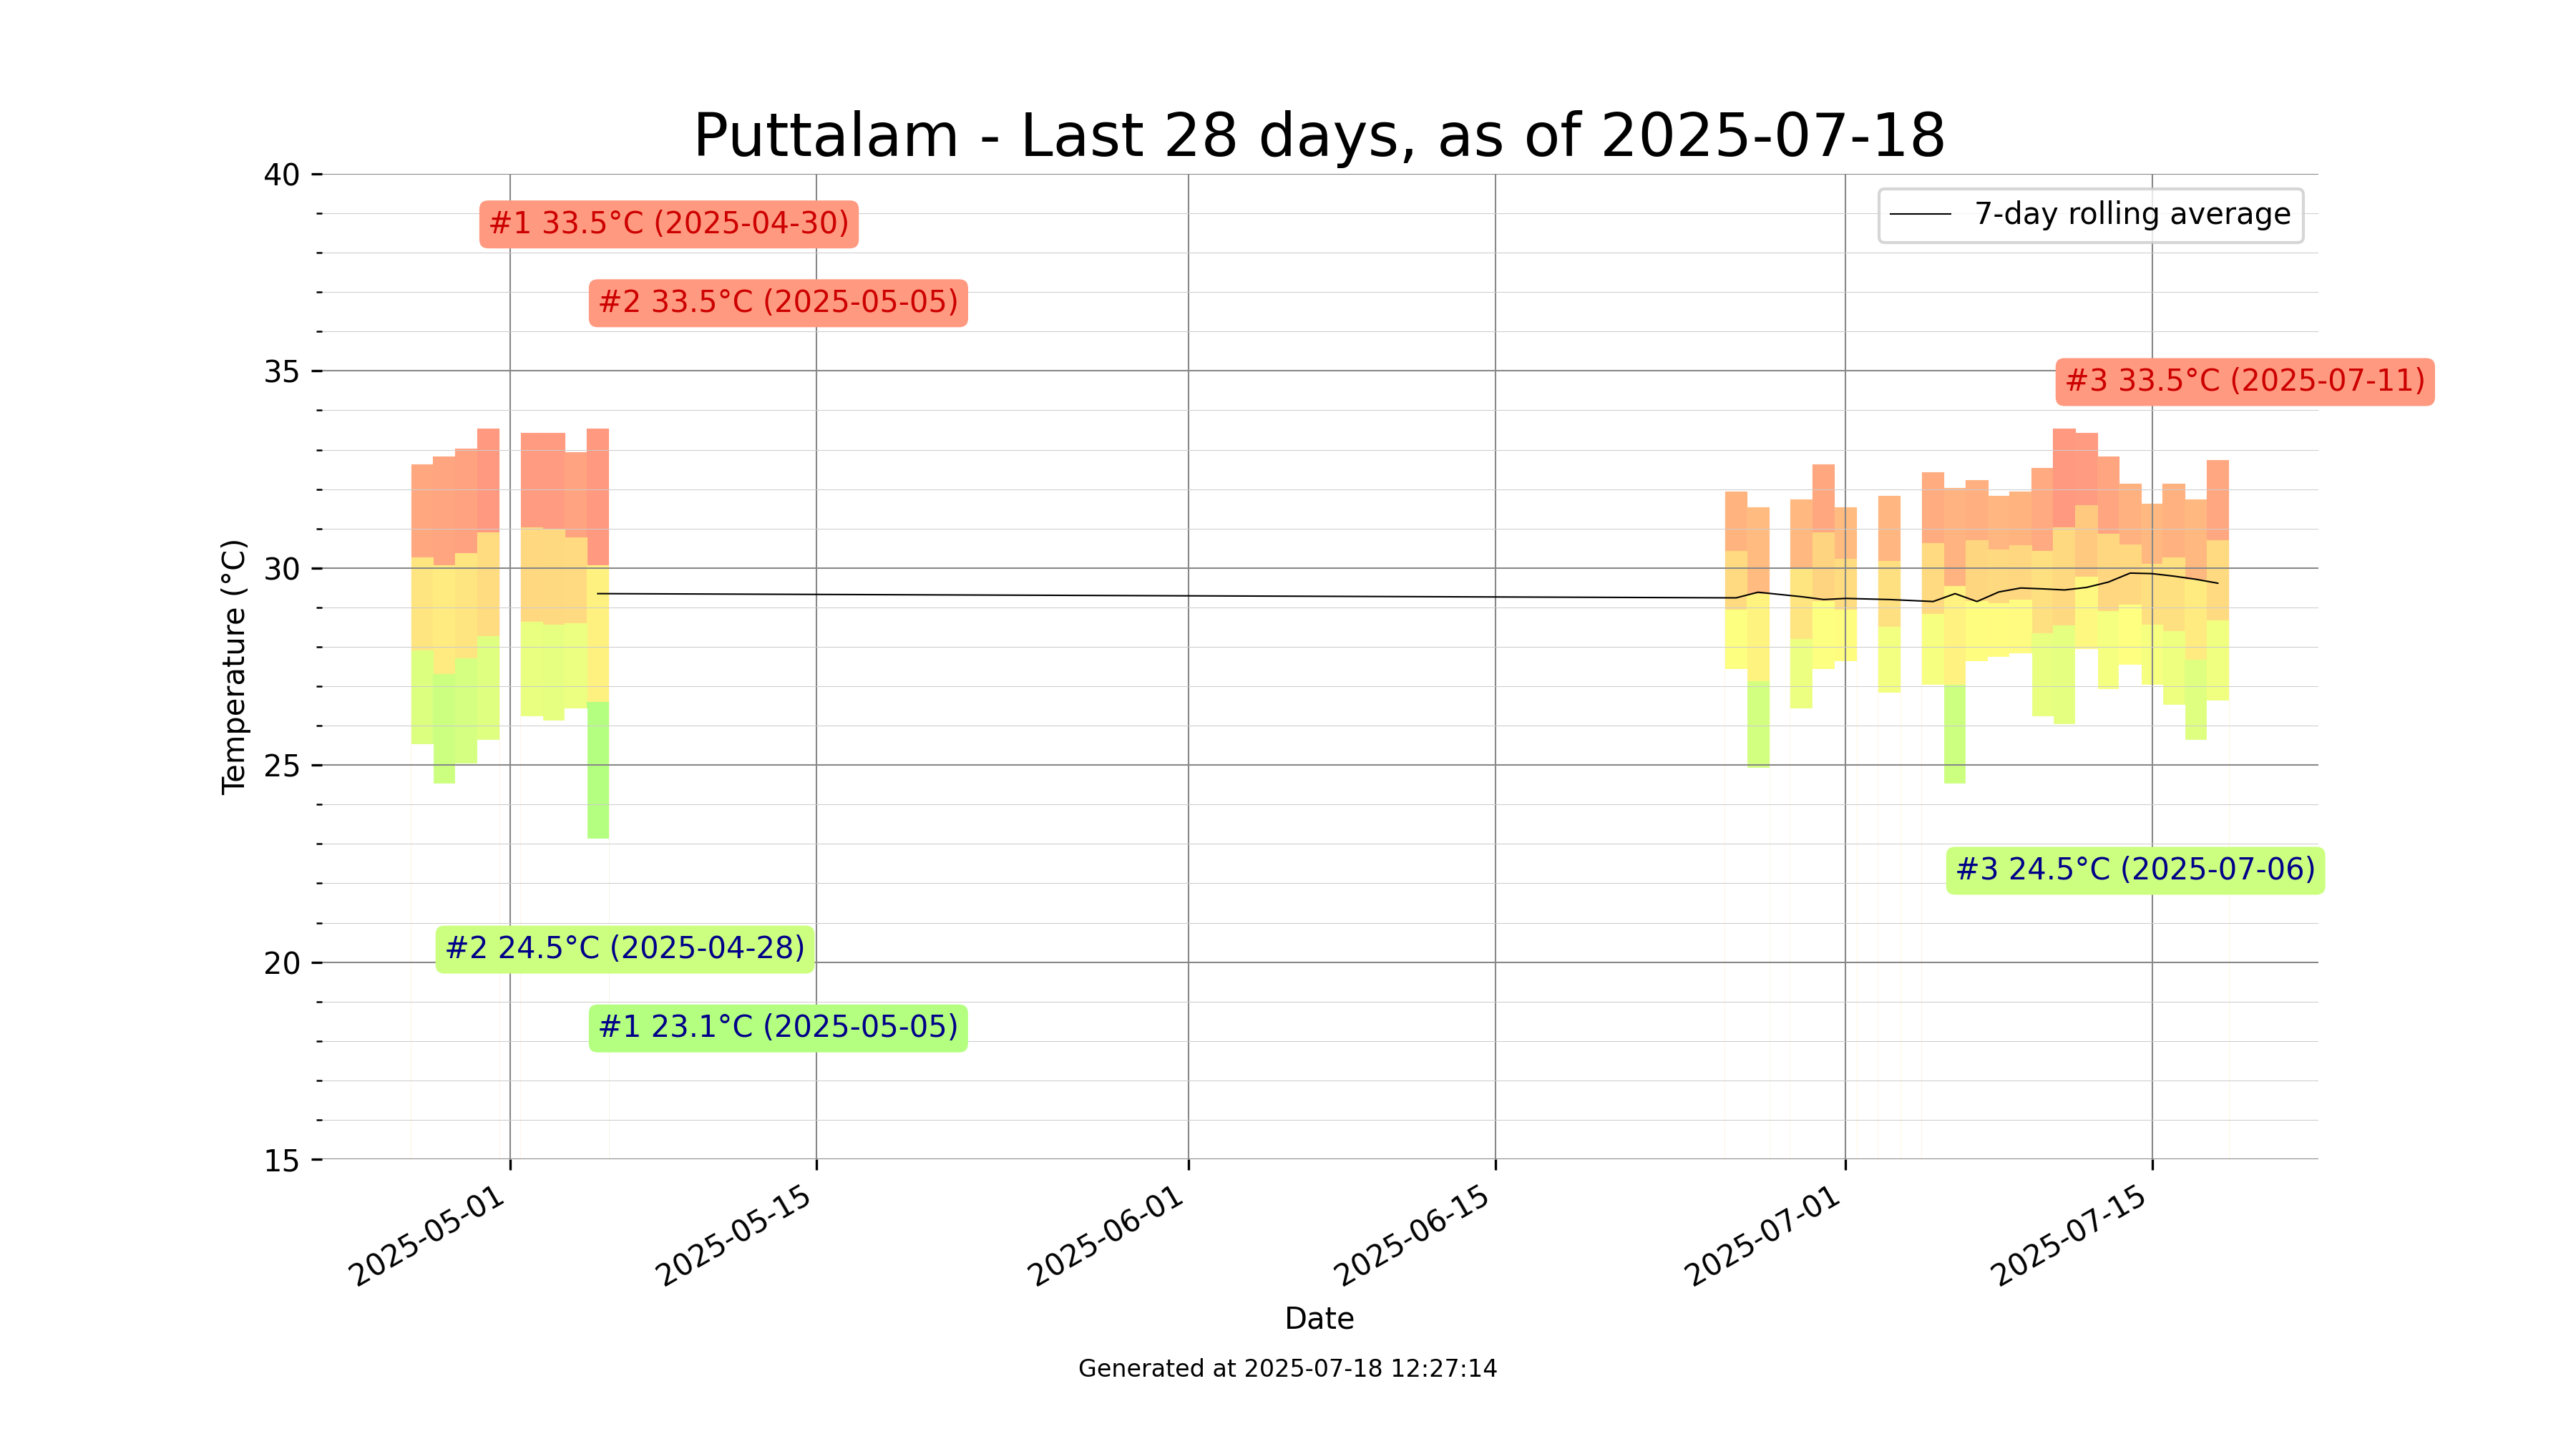 Puttalam - Last 28 days, as of 2025-07-18
40
35
30
25
20
15
Temperature (°C)
#1 33.5°C (2025-04-30)
#2 33.5°C (2025-05-05)
#3 33.5°C (2025-07-11)
7-day rolling average
#3 24.5°C (2025-07-06)
#2 24.5°C (2025-04-28)
#1 23.1°C (2025-05-05)
2025-05-01
2025-05-15
2025-06-01
2025-06-15
2025-07-01
2025-07-15
Date
Generated at 2025-07-18 12:27:14